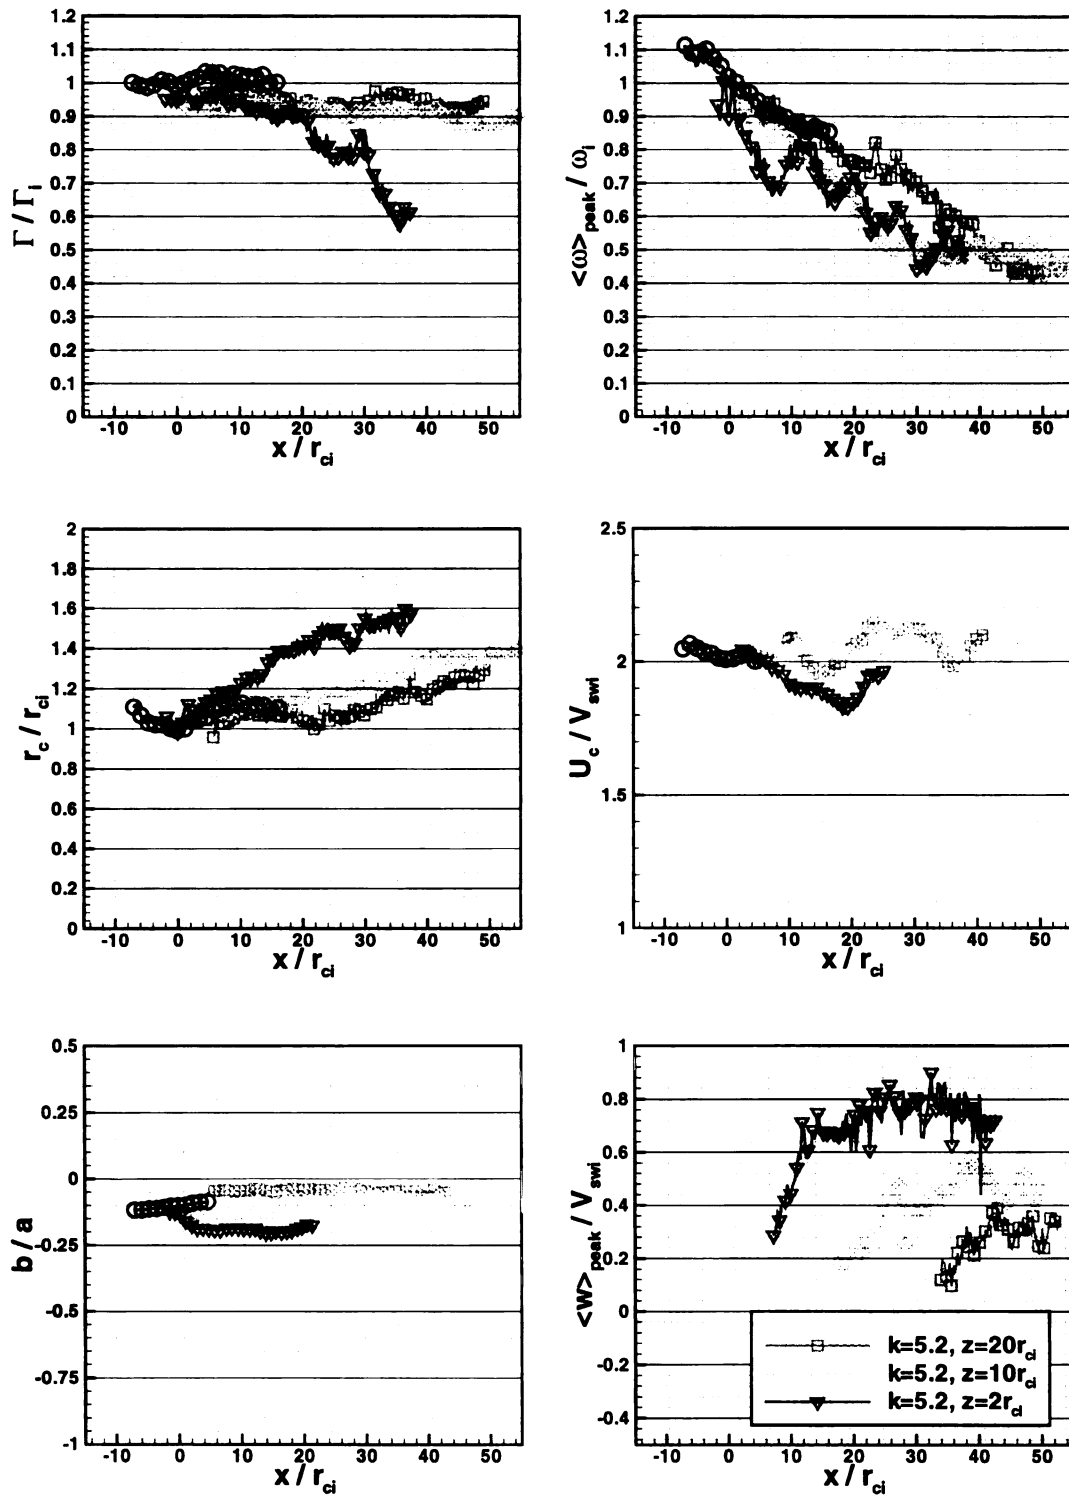 1.2
1.1
1
0.9
0.8
0.7
0.6
0.5
0.4
0.3
0.2
0.1
0
Γ / Γi
-10 0 10 20 30 40 50
x / rci
1.2
1.1
1
0.9
0.8
0.7
0.6
0.5
0.4
0.3
0.2
0.1
0
<ω>peak / ωi
-10 0 10 20 30 40 50
x / rci
2
1.8
1.6
1.4
1.2
1
0.8
0.6
0.4
0.2
0
rc / rci
-10 0 10 20 30 40 50
x / rci
2.5
2
1.5
1
Uc / Vswi
-10 0 10 20 30 40 50
x / rci
0.5
0.25
0
-0.25
-0.5
-0.75
-1
b / a
-10 0 10 20 30 40 50
x / rci
1
0.8
0.6
0.4
0.2
0
-0.2
-0.4
<w>peak / Vswi
k=5.2, z=20rci
k=5.2, z=10rci
k=5.2, z=2rci
-10 0 10 20 30 40 50
x / rci